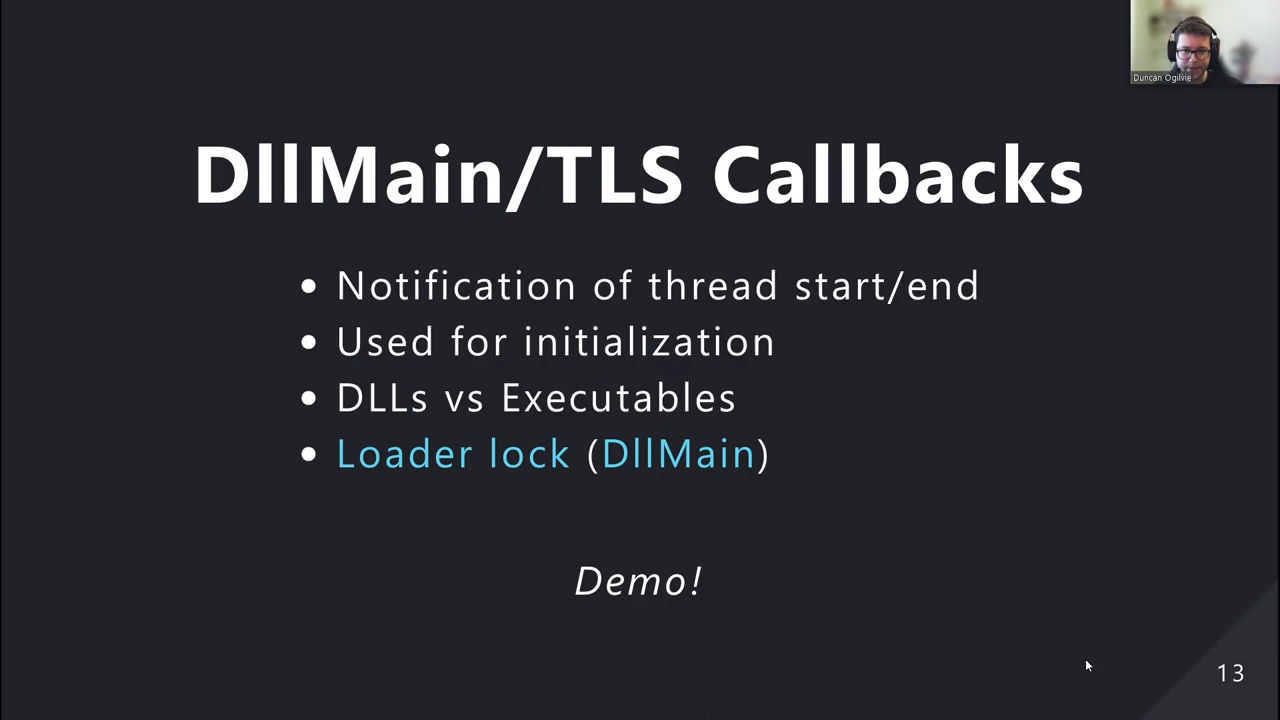 Duncan Ogilvie
DllMain/TLS Callbacks
• Notification of thread start/end
• Used for initialization
• DLLs vs Executables
• Loader lock (DllMain)
Demo!
13